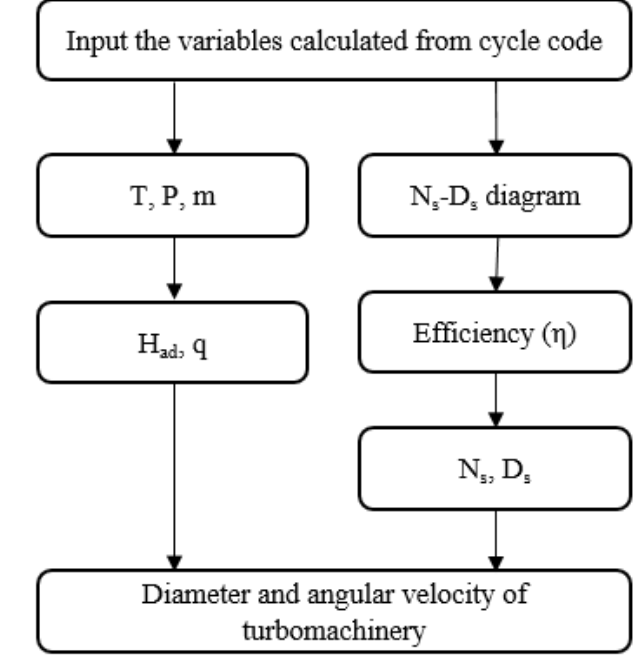 Input the variables calculated from cycle code
T, P, m
Nₛ-Dₛ diagram
H_ad, q
Efficiency (η)
Nₛ, Dₛ
Diameter and angular velocity of
turbomachinery